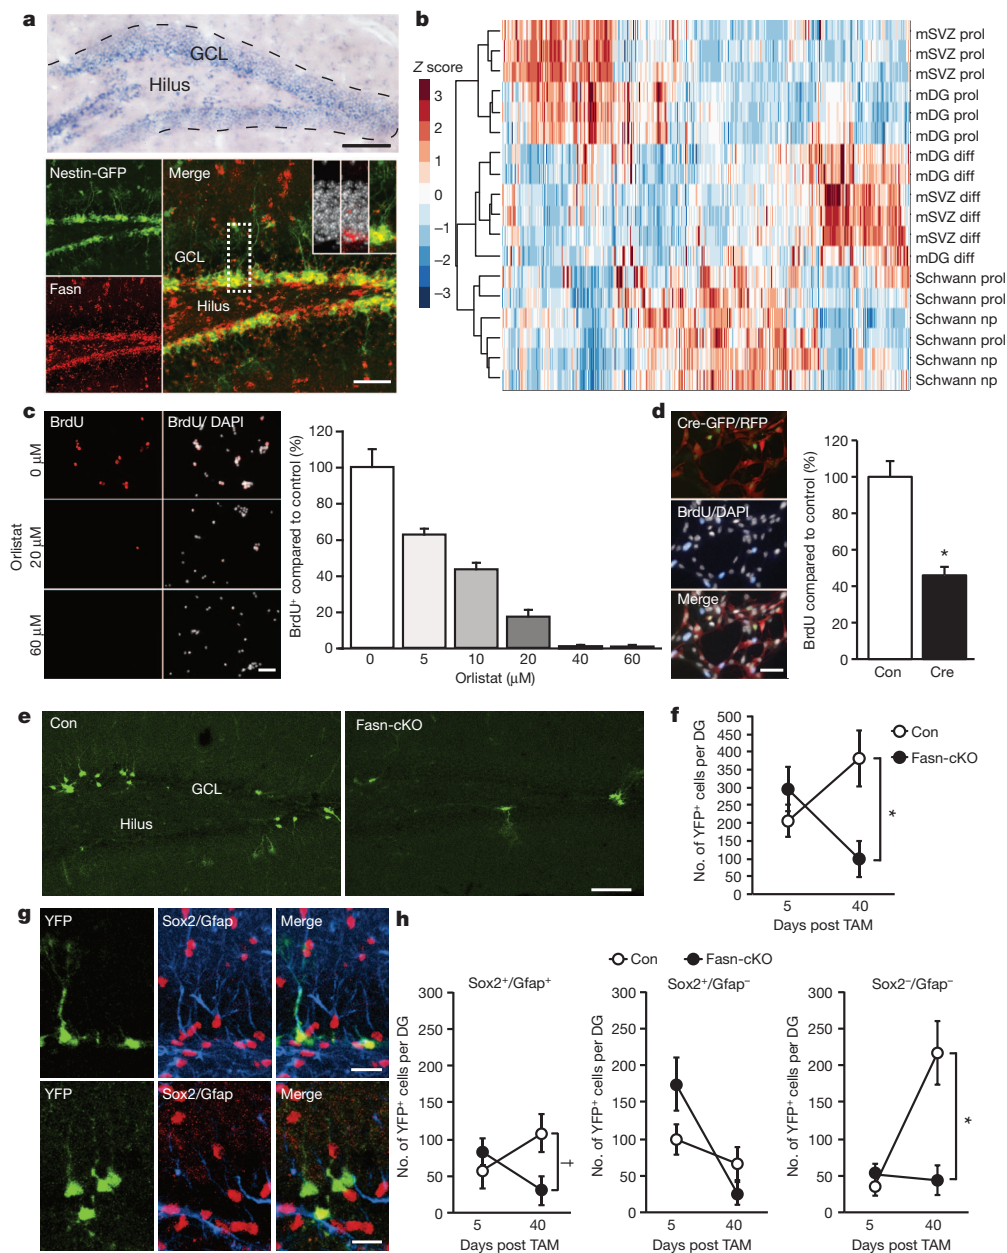 a
GCL
Hilus
Nestin-GFP
Merge
GCL
Hilus
Fasn
b
Z score
3
2
1
0
–1
–2
–3
mSVZ prol
mSVZ prol
mSVZ prol
mDG prol
mDG prol
mDG prol
mDG diff
mDG diff
mSVZ diff
mSVZ diff
mSVZ diff
mDG diff
Schwann prol
Schwann prol
Schwann np
Schwann prol
Schwann np
Schwann np
c
BrdU
BrdU/ DAPI
0 μM
Orlistat
20 μM
60 μM
BrdU⁺ compared to control (%)
120
100
80
60
40
20
0
0 5 10 20 40 60
Orlistat (μM)
d
Cre-GFP/RFP
BrdU/DAPI
Merge
BrdU compared to control (%)
120
100
80
60
40
20
0
*
Con Cre
e
Con
GCL
Hilus
Fasn-cKO
f
No. of YFP⁺ cells per DG
500
450
400
350
300
250
200
150
100
50
0
Con
Fasn-cKO
*
5 40
Days post TAM
g
YFP
Sox2/Gfap
Merge
YFP
Sox2/Gfap
Merge
h
Con Fasn-cKO
Sox2⁺/Gfap⁺
No. of YFP⁺ cells per DG
300
250
200
150
100
50
0
†
5 40
Days post TAM
Sox2⁺/Gfap⁻
No. of YFP⁺ cells per DG
300
250
200
150
100
50
0
5 40
Days post TAM
Sox2⁻/Gfap⁻
No. of YFP⁺ cells per DG
300
250
200
150
100
50
0
*
5 40
Days post TAM